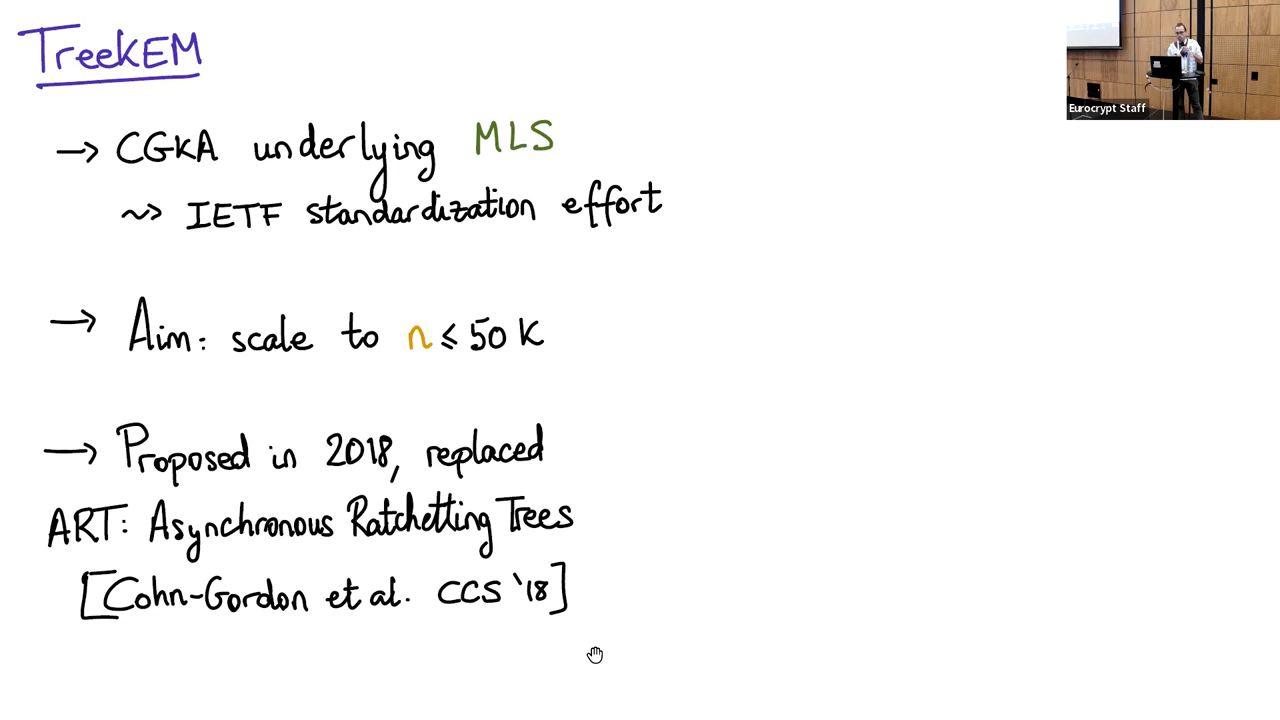 TreeKEM
→ CGKA underlying MLS
⇝ IETF standardization effort
→ Aim: scale to n ≤ 50K
→ Proposed in 2018, replaced
ART: Asynchronous Ratchetting Trees
[Cohn-Gordon et al. CCS '18]
Eurocrypt Staff